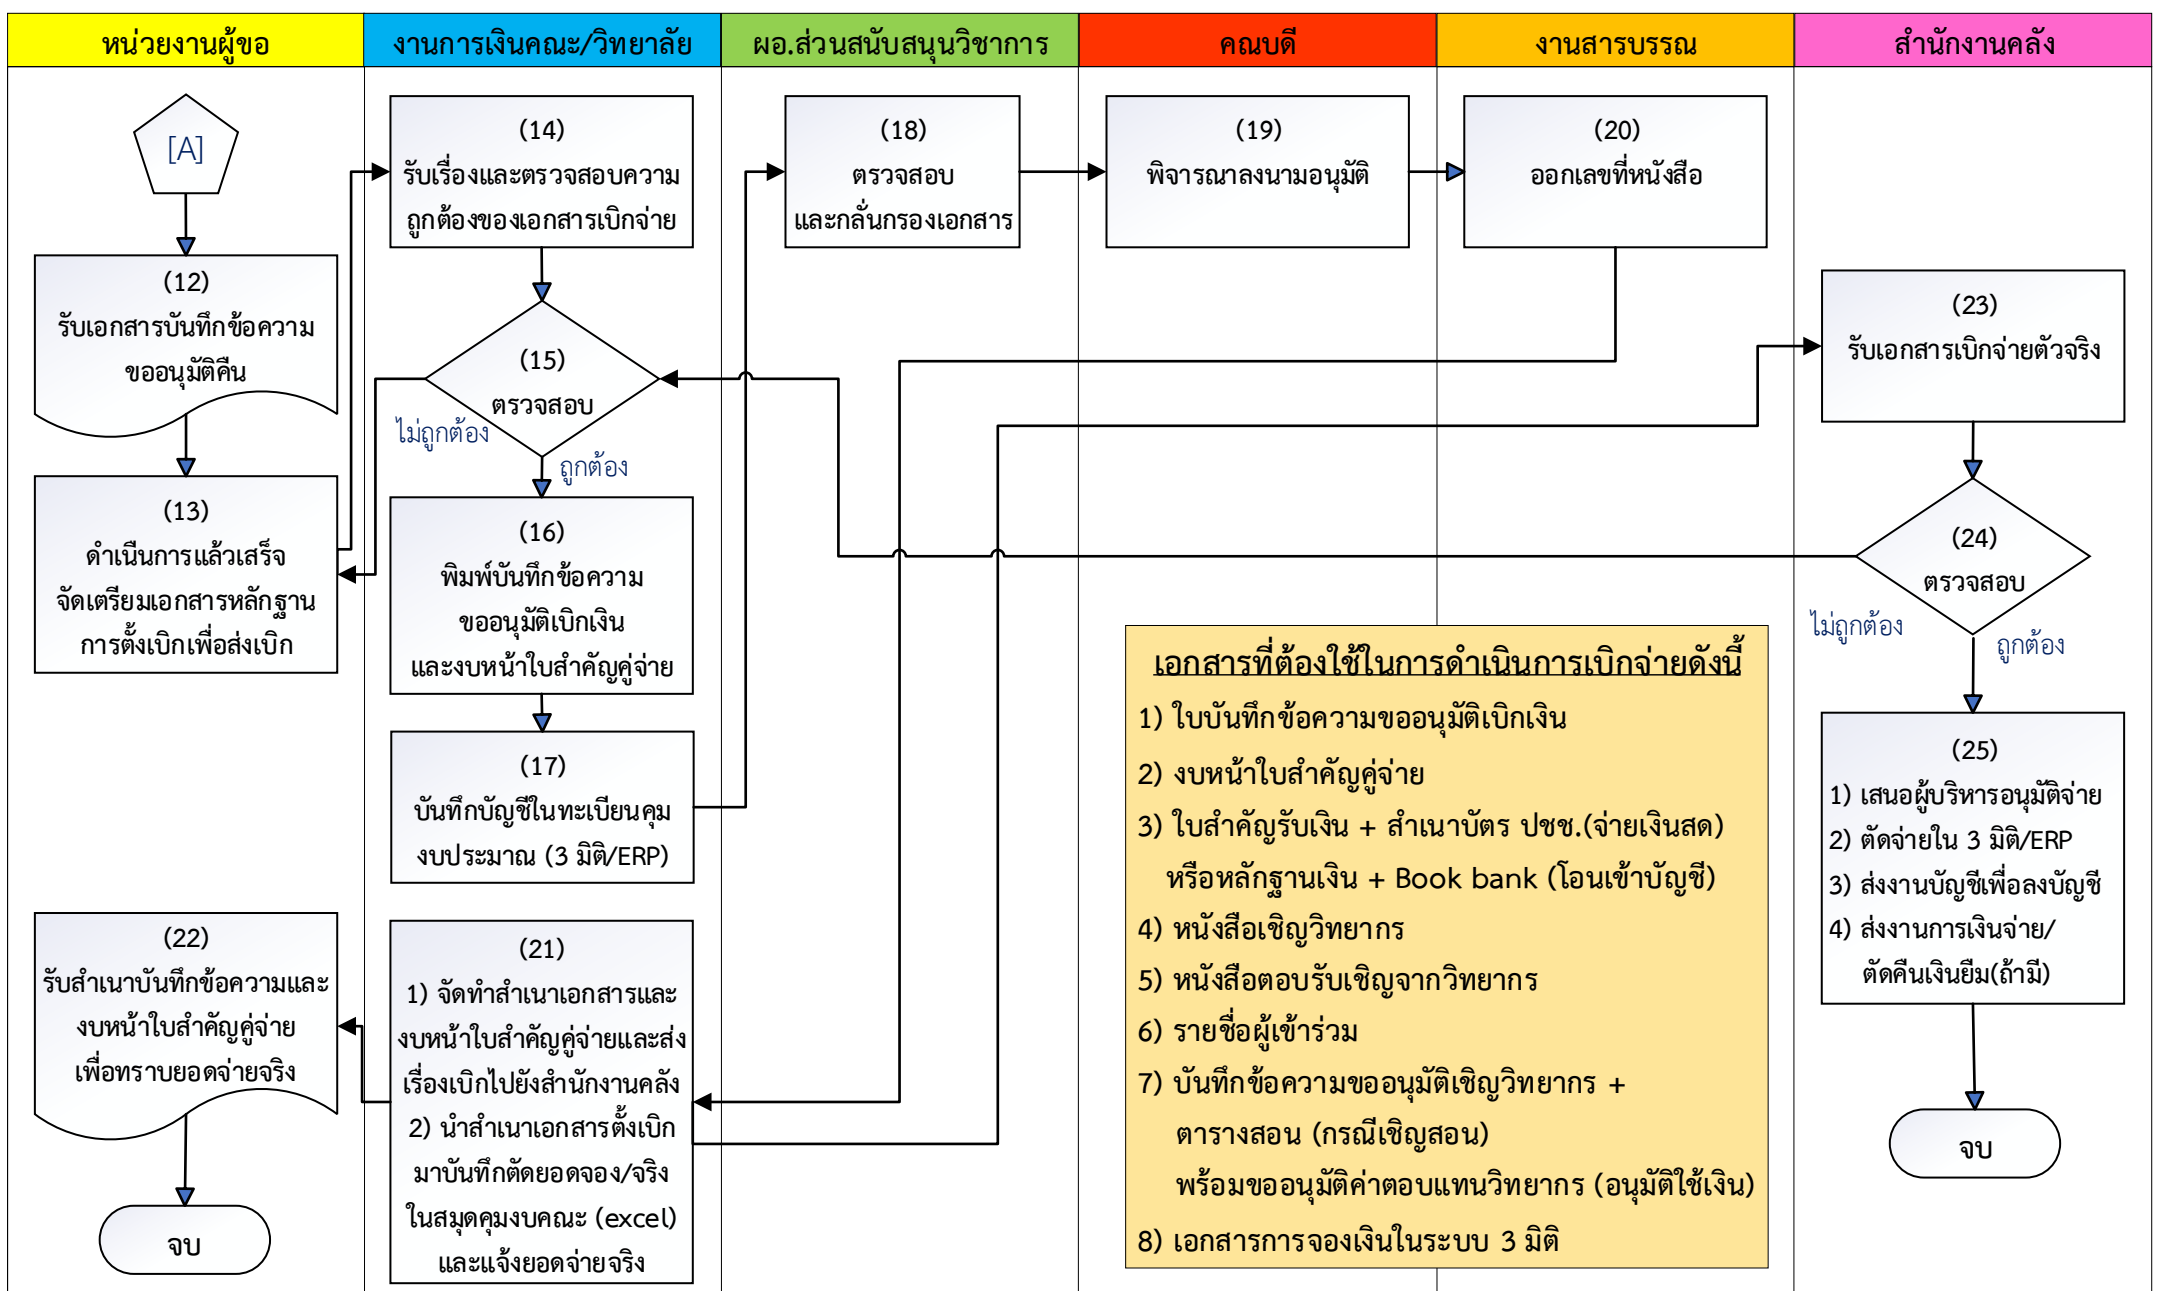 หน่วยงานผู้ขอ
งานการเงินคณะ/วิทยาลัย
ผอ.ส่วนสนับสนุนวิชาการ
คณบดี
งานสารบรรณ
สำนักงานคลัง
[A]
(12)
รับเอกสารบันทึกข้อความ
ขออนุมัติคืน
(13)
ดำเนินการแล้วเสร็จ
จัดเตรียมเอกสารหลักฐาน
การตั้งเบิกเพื่อส่งเบิก
(14)
รับเรื่องและตรวจสอบความ
ถูกต้องของเอกสารเบิกจ่าย
(15)
ตรวจสอบ
ไม่ถูกต้อง
ถูกต้อง
(16)
พิมพ์บันทึกข้อความ
ขออนุมัติเบิกเงิน
และงบหน้าใบสำคัญคู่จ่าย
(17)
บันทึกบัญชีในทะเบียนคุม
งบประมาณ (3 มิติ/ERP)
(18)
ตรวจสอบ
และกลั่นกรองเอกสาร
(19)
พิจารณาลงนามอนุมัติ
(20)
ออกเลขที่หนังสือ
(21)
1) จัดทำสำเนาเอกสารและ
งบหน้าใบสำคัญคู่จ่ายและส่ง
เรื่องเบิกไปยังสำนักงานคลัง
2) นำสำเนาเอกสารตั้งเบิก
มาบันทึกตัดยอดจอง/จริง
ในสมุดคุมงบคณะ (excel)
และแจ้งยอดจ่ายจริง
(22)
รับสำเนาบันทึกข้อความและ
งบหน้าใบสำคัญคู่จ่าย
เพื่อทราบยอดจ่ายจริง
จบ
(23)
รับเอกสารเบิกจ่ายตัวจริง
(24)
ตรวจสอบ
ไม่ถูกต้อง
ถูกต้อง
(25)
1) เสนอผู้บริหารอนุมัติจ่าย
2) ตัดจ่ายใน 3 มิติ/ERP
3) ส่งงานบัญชีเพื่อลงบัญชี
4) ส่งงานการเงินจ่าย/
ตัดคืนเงินยืม(ถ้ามี)
จบ
เอกสารที่ต้องใช้ในการดำเนินการเบิกจ่ายดังนี้
1) ใบบันทึกข้อความขออนุมัติเบิกเงิน
2) งบหน้าใบสำคัญคู่จ่าย
3) ใบสำคัญรับเงิน + สำเนาบัตร ปชช.(จ่ายเงินสด)
หรือหลักฐานเงิน + Book bank (โอนเข้าบัญชี)
4) หนังสือเชิญวิทยากร
5) หนังสือตอบรับเชิญจากวิทยากร
6) รายชื่อผู้เข้าร่วม
7) บันทึกข้อความขออนุมัติเชิญวิทยากร +
ตารางสอน (กรณีเชิญสอน)
พร้อมขออนุมัติค่าตอบแทนวิทยากร (อนุมัติใช้เงิน)
8) เอกสารการจองเงินในระบบ 3 มิติ